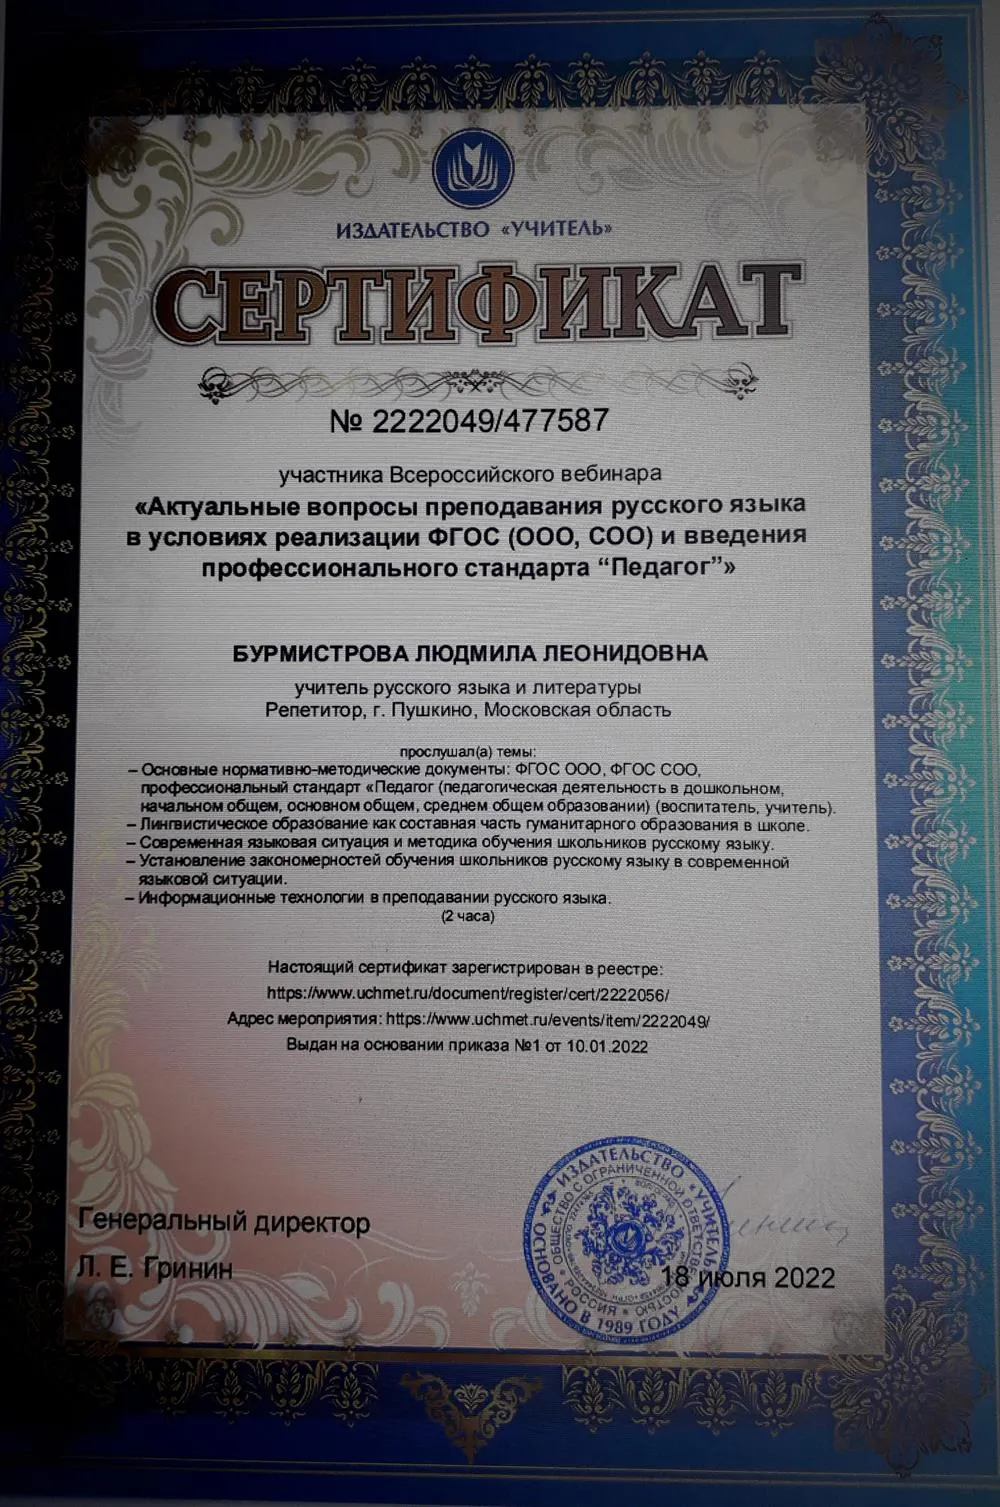 ИЗДАТЕЛЬСТВО «УЧИТЕЛЬ»
СЕРТИФИКАТ
№ 2222049/477587
участника Всероссийского вебинара
«Актуальные вопросы преподавания русского языка
в условиях реализации ФГОС (ООО, СОО) и введения
профессионального стандарта “Педагог”»
БУРМИСТРОВА ЛЮДМИЛА ЛЕОНИДОВНА
учитель русского языка и литературы
Репетитор, г. Пушкино, Московская область
прослушал(а) темы:
– Основные нормативно-методические документы: ФГОС ООО, ФГОС СОО,
профессиональный стандарт «Педагог (педагогическая деятельность в дошкольном,
начальном общем, основном общем, среднем общем образовании) (воспитатель, учитель).
– Лингвистическое образование как составная часть гуманитарного образования в школе.
– Современная языковая ситуация и методика обучения школьников русскому языку.
– Установление закономерностей обучения школьников русскому языку в современной
языковой ситуации.
– Информационные технологии в преподавании русского языка.
(2 часа)
Настоящий сертификат зарегистрирован в реестре:
https://www.uchmet.ru/document/register/cert/2222056/
Адрес мероприятия: https://www.uchmet.ru/events/item/2222049/
Выдан на основании приказа №1 от 10.01.2022
ИЗДАТЕЛЬСТВО «УЧИТЕЛЬ»
ОСНОВАНО В 1989 ГОДУ
ОБЩЕСТВО С ОГРАНИЧЕННОЙ ОТВЕТСТВЕННОСТЬЮ
РОССИЯ
Генеральный директор
Л. Е. Гринин
18 июля 2022